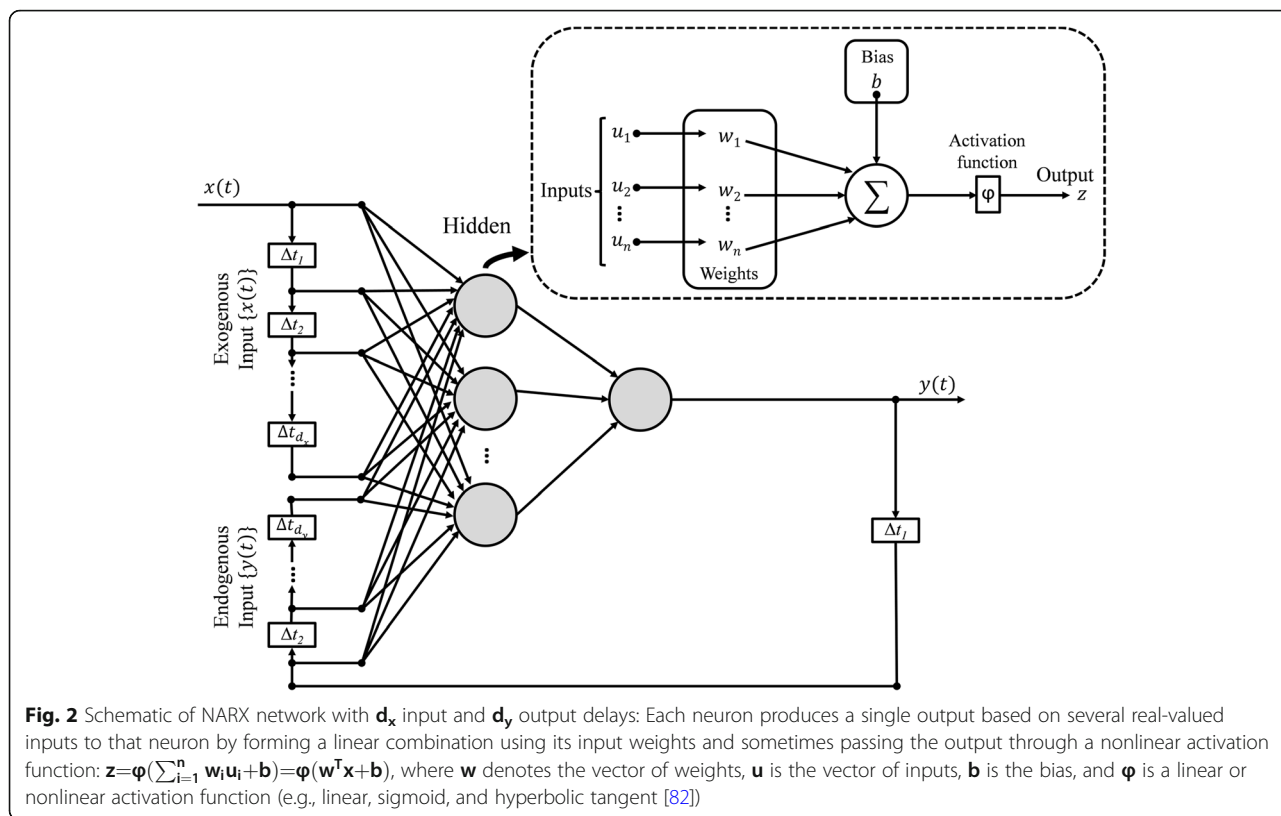 Bias
b
Activation
function
Inputs
u₁
w₁
u₂
w₂
⋮
⋮
uₙ
wₙ
Weights
Σ
φ
Output
z
x(t)
Hidden
Δt₁
Exogenous
Input {x(t)}
Δt₂
⋮
Δt_{dₓ}
⋮
y(t)
Δt_{d_y}
Endogenous
Input {y(t)}
⋮
Δt₂
Δt₁
Fig. 2 Schematic of NARX network with dₓ input and d_y output delays: Each neuron produces a single output based on several real-valued
inputs to that neuron by forming a linear combination using its input weights and sometimes passing the output through a nonlinear activation
function: z=φ(∑ⁿᵢ₌₁ wᵢuᵢ+b)=φ(wᵀx+b), where w denotes the vector of weights, u is the vector of inputs, b is the bias, and φ is a linear or
nonlinear activation function (e.g., linear, sigmoid, and hyperbolic tangent [82])